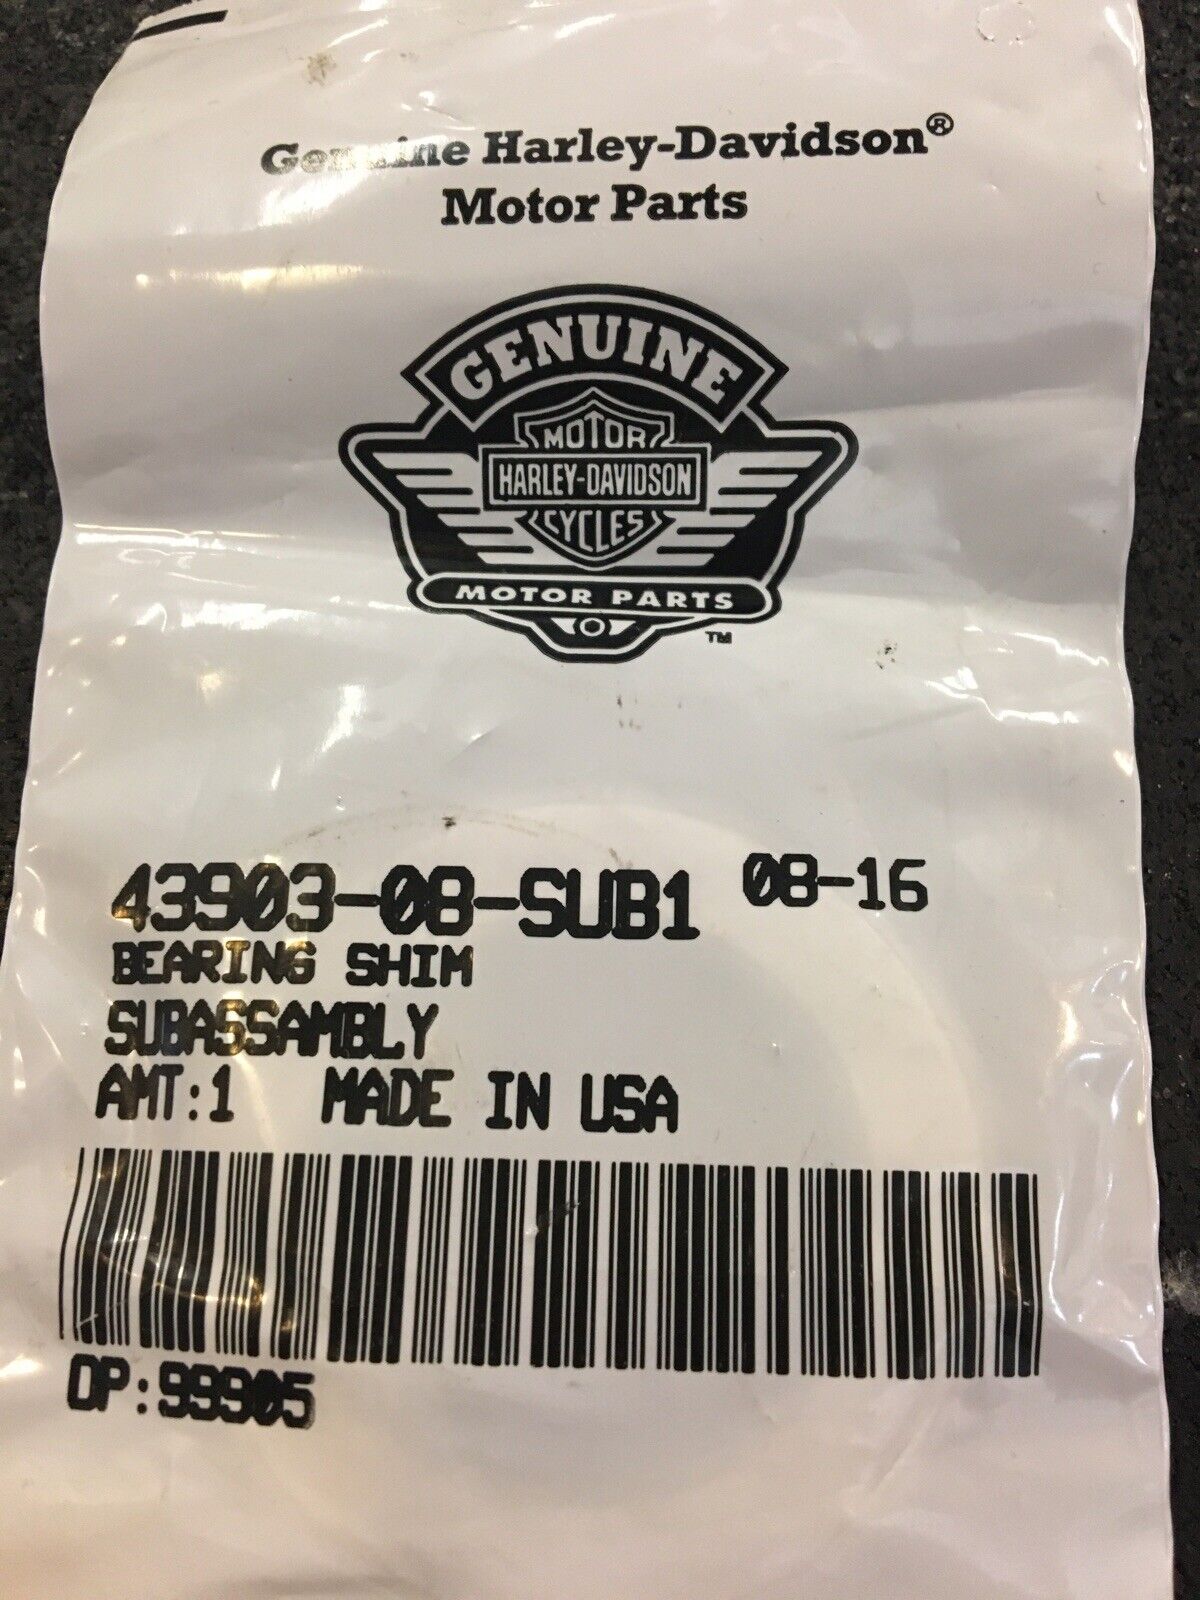 Genuine Harley-Davidson®
Motor Parts
GENUINE
MOTOR
HARLEY-DAVIDSON
CYCLES
MOTOR PARTS
TM
43903-08-SUB1 08-16
BEARING SHIM
SUBASSAMBLY
AMT:1 MADE IN USA
OP:99905